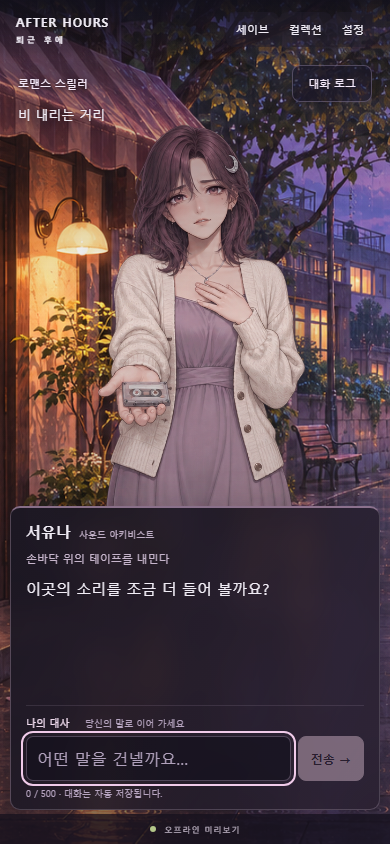 AFTER HOURS
퇴근 후에
세이브 컬렉션 설정
로맨스 스릴러
대화 로그
비 내리는 거리
서유나 사운드 아키비스트
손바닥 위의 테이프를 내민다
이곳의 소리를 조금 더 들어 볼까요?
나의 대사 당신의 말로 이어 가세요
어떤 말을 건넬까요...
전송 →
0 / 500 · 대화는 자동 저장됩니다.
오프라인 미리보기